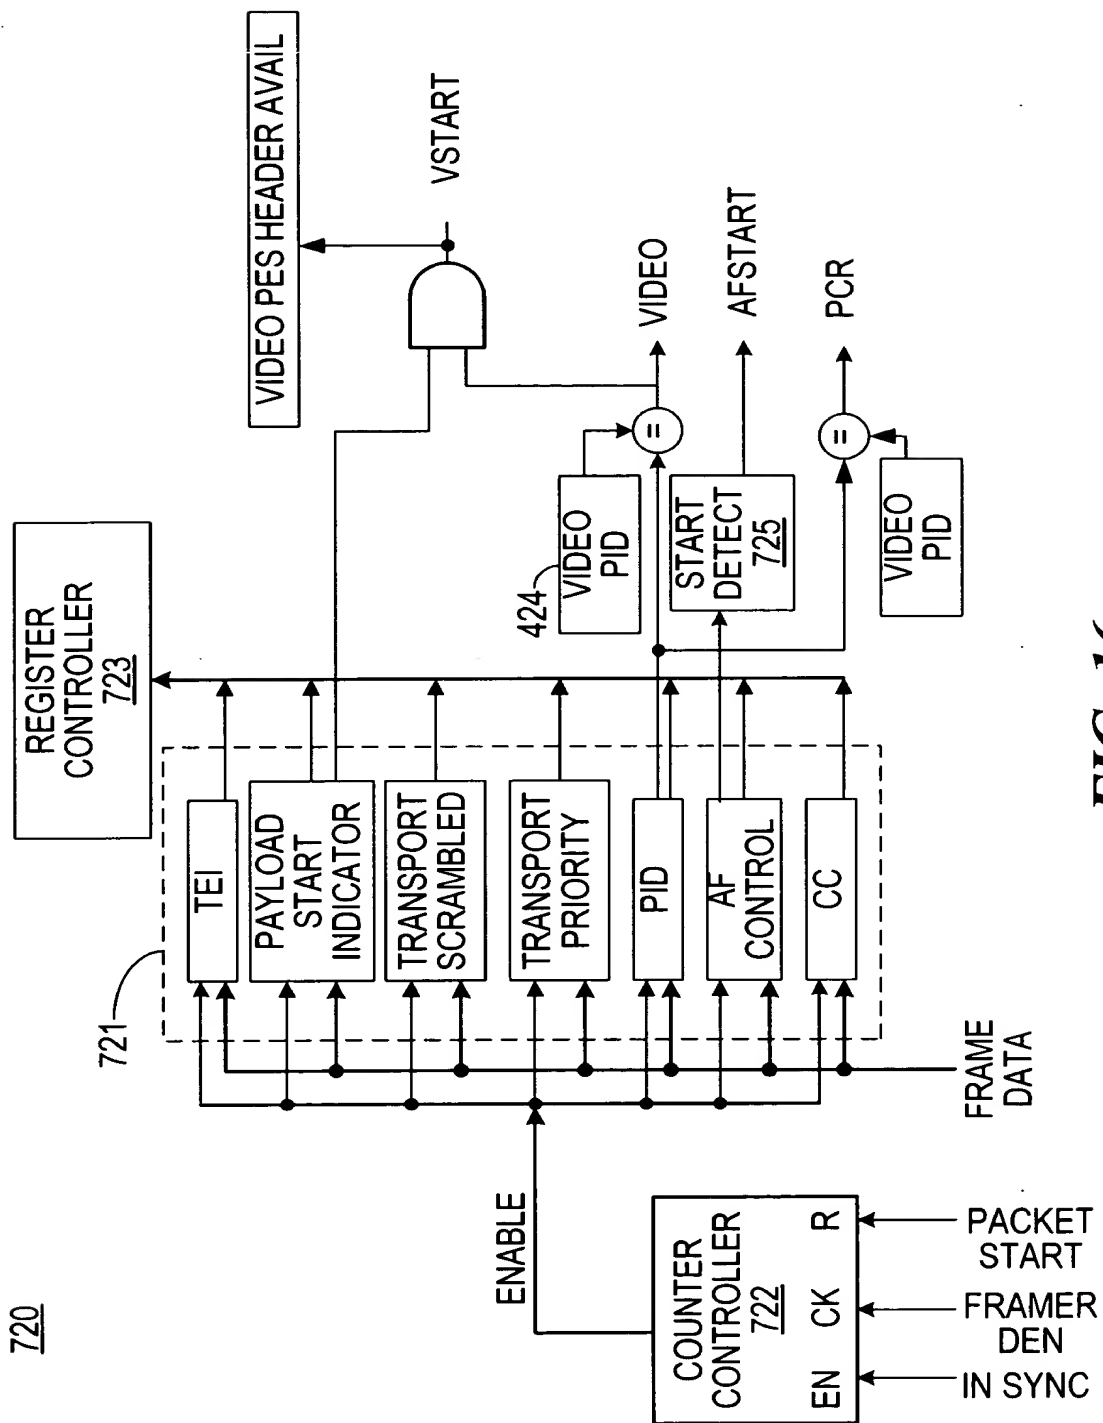 720
REGISTER
CONTROLLER
723
VIDEO PES HEADER AVAIL
VSTART
721
TEI
PAYLOAD
START
INDICATOR
TRANSPORT
SCRAMBLED
TRANSPORT
PRIORITY
PID
AF
CONTROL
CC
424
VIDEO
PID
=
VIDEO
START
DETECT
725
AFSTART
=
PCR
VIDEO
PID
ENABLE
COUNTER
CONTROLLER
722
EN
CK
R
IN SYNC
FRAMER
DEN
PACKET
START
FRAME
DATA